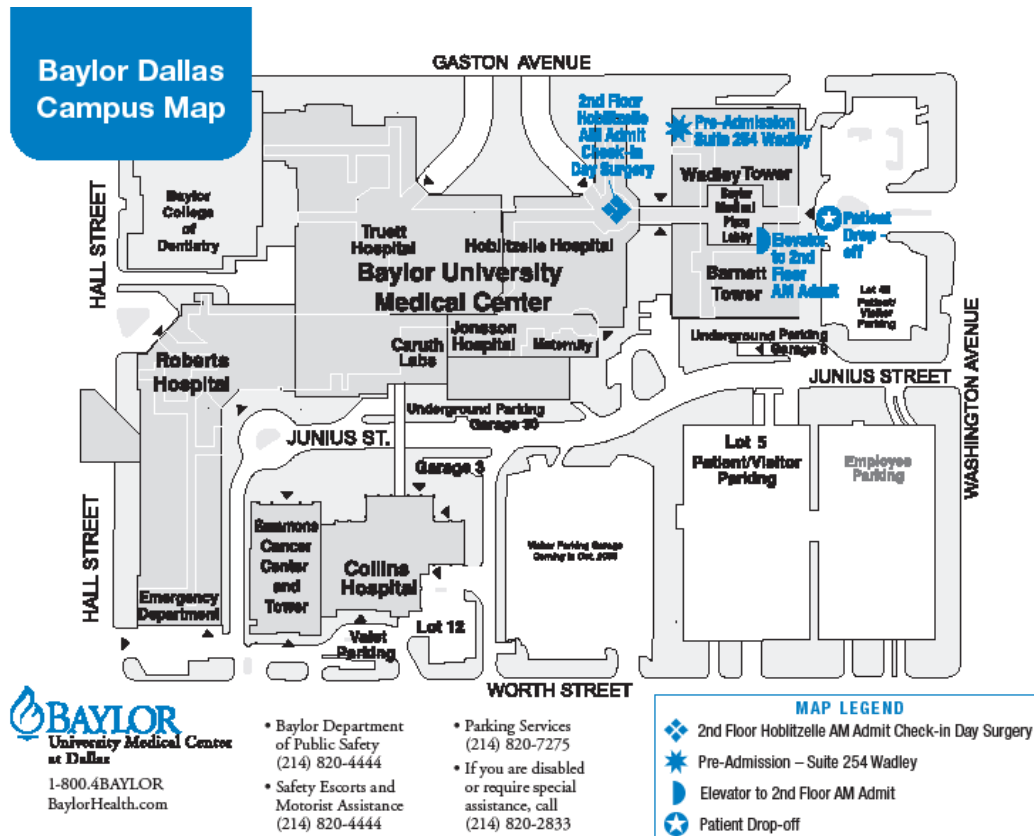 Baylor Dallas
Campus Map
GASTON AVENUE
2nd Floor
Hoblitzelle
AM Admit
Check-in
Day Surgery
Pre-Admission
Suite 254 Wadley
Wadley Tower
Baylor
Medical
Plaza
Lobby
Patient
Drop -
off
Elevator
to 2nd
Floor
AM Admit
Barnett
Tower
Patient/
Visitor
Parking
HALL STREET
Baylor
College
of
Dentistry
Truett
Hospital
Hoblitzelle Hospital
Baylor University
Medical Center
Jonsson
Hospital
Maternity
Caruth
Labs
Roberts
Hospital
Underground Parking
Underground Parking
Garage 30
JUNIUS STREET
WASHINGTON AVENUE
JUNIUS ST.
Garage 3
Lot 5
Patient/Visitor
Parking
Employee
Parking
HALL STREET
Sammons
Cancer
Center
and
Tower
Collins
Hospital
Visitor Parking Garage
Emergency
Department
Valet
Parking
Lot 12
WORTH STREET
BAYLOR
University Medical Center
at Dallas
1-800.4BAYLOR
BaylorHealth.com
• Baylor Department
of Public Safety
(214) 820-4444
• Safety Escorts and
Motorist Assistance
(214) 820-4444
• Parking Services
(214) 820-7275
• If you are disabled
or require special
assistance, call
(214) 820-2833
MAP LEGEND
2nd Floor Hoblitzelle AM Admit Check-in Day Surgery
Pre-Admission – Suite 254 Wadley
Elevator to 2nd Floor AM Admit
Patient Drop-off